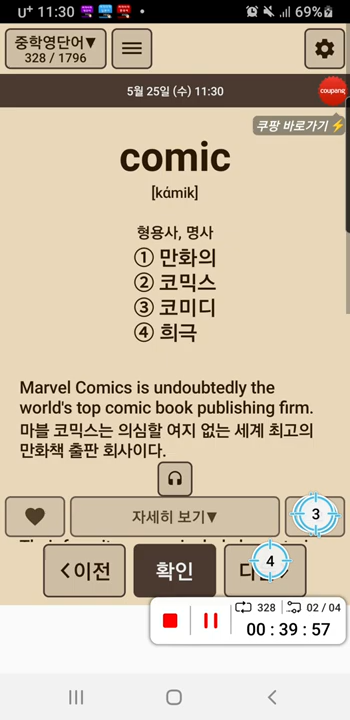 U+ 11:30 69%
중학영단어▼
328 / 1796
5월 25일 (수) 11:30
coupang
쿠팡 바로가기⚡
comic
[kámik]
형용사, 명사
① 만화의
② 코믹스
③ 코미디
④ 희극
Marvel Comics is undoubtedly the
world's top comic book publishing firm.
마블 코믹스는 의심할 여지 없는 세계 최고의
만화책 출판 회사이다.
자세히 보기▼
3
<이전
확인
4
328 02 / 04
00 : 39 : 57